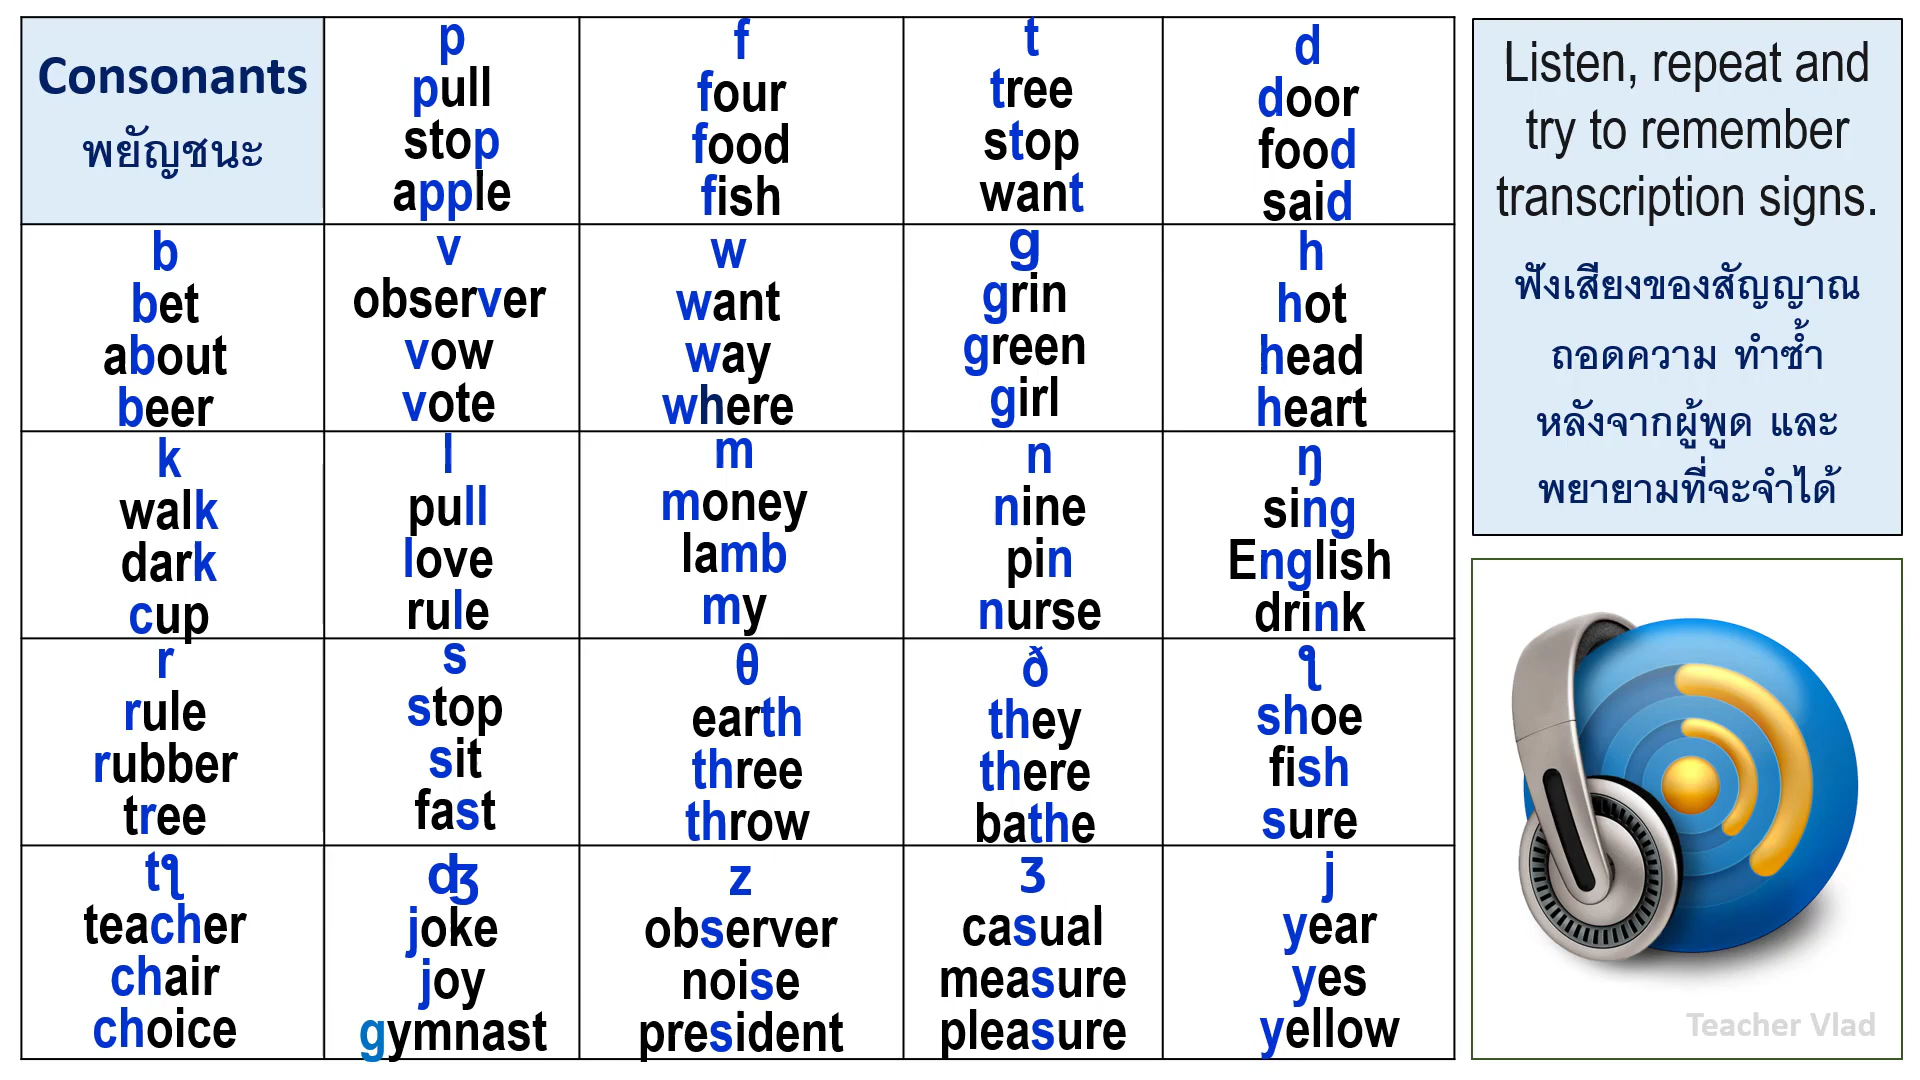 Consonants
พยัญชนะ
p
pull
stop
apple
f
four
food
fish
t
tree
stop
want
d
door
food
said
b
bet
about
beer
v
observer
vow
vote
w
want
way
where
g
grin
green
girl
h
hot
head
heart
k
walk
dark
cup
l
pull
love
rule
m
money
lamb
my
n
nine
pin
nurse
ŋ
sing
English
drink
r
rule
rubber
tree
s
stop
sit
fast
θ
earth
three
throw
ð
they
there
bathe
ʅ
shoe
fish
sure
tʅ
teacher
chair
choice
ʤ
joke
joy
gymnast
z
observer
noise
president
ʒ
casual
measure
pleasure
j
year
yes
yellow
Listen, repeat and
try to remember
transcription signs.
ฟังเสียงของสัญญาณ
ถอดความ ทำซ้ำ
หลังจากผู้พูด และ
พยายามที่จะจำได้
Teacher Vlad